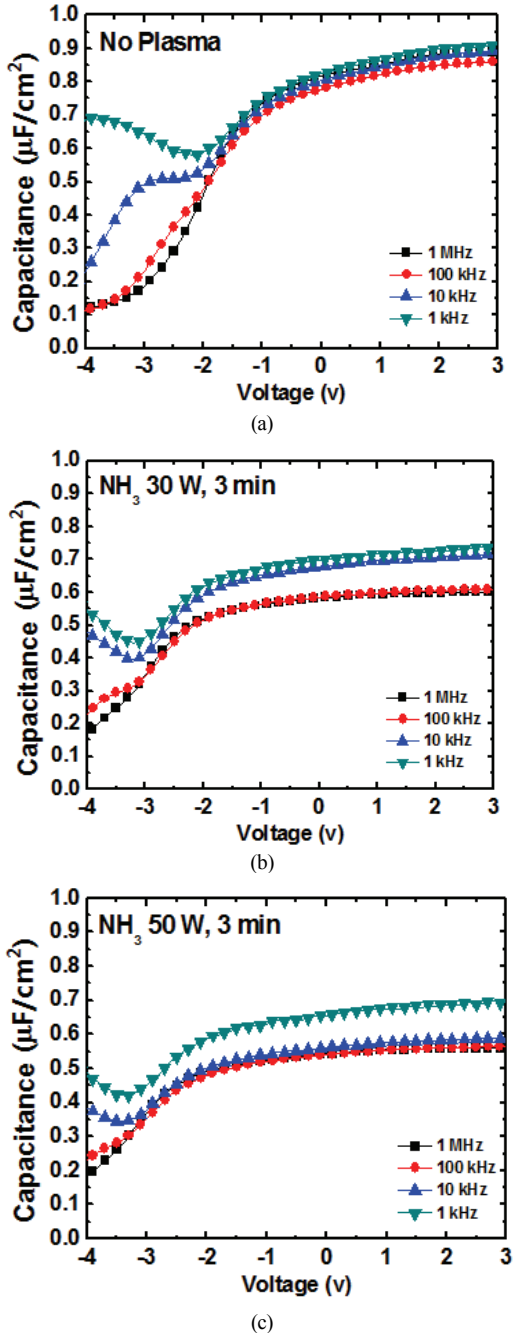 No Plasma
Capacitance (μF/cm²)
1.0
0.9
0.8
0.7
0.6
0.5
0.4
0.3
0.2
0.1
0.0
1 MHz
100 kHz
10 kHz
1 kHz
-4 -3 -2 -1 0 1 2 3
Voltage (v)
(a)
NH₃ 30 W, 3 min
Capacitance (μF/cm²)
1.0
0.9
0.8
0.7
0.6
0.5
0.4
0.3
0.2
0.1
0.0
1 MHz
100 kHz
10 kHz
1 kHz
-4 -3 -2 -1 0 1 2 3
Voltage (v)
(b)
NH₃ 50 W, 3 min
Capacitance (μF/cm²)
1.0
0.9
0.8
0.7
0.6
0.5
0.4
0.3
0.2
0.1
0.0
1 MHz
100 kHz
10 kHz
1 kHz
-4 -3 -2 -1 0 1 2 3
Voltage (v)
(c)